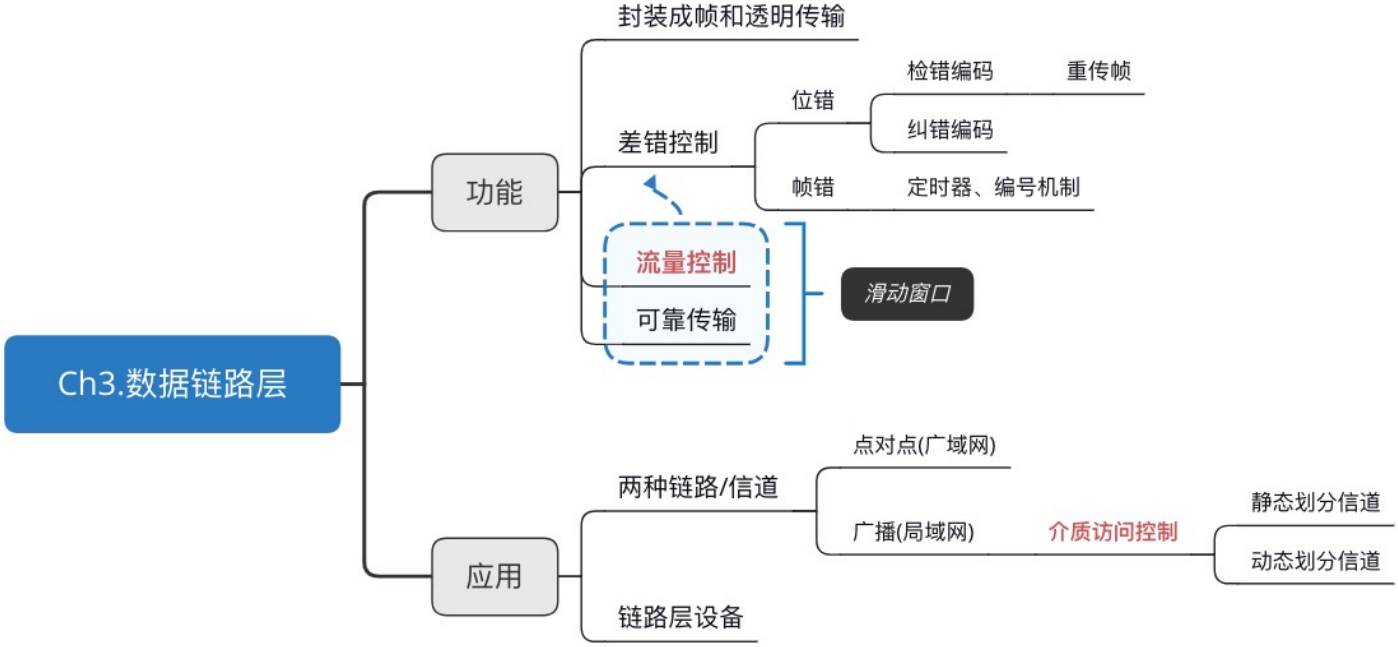 Ch3.数据链路层
功能
封装成帧和透明传输
差错控制
位错
检错编码
重传帧
纠错编码
帧错
定时器、编号机制
流量控制
可靠传输
滑动窗口
应用
两种链路/信道
点对点(广域网)
广播(局域网)
介质访问控制
静态划分信道
动态划分信道
链路层设备